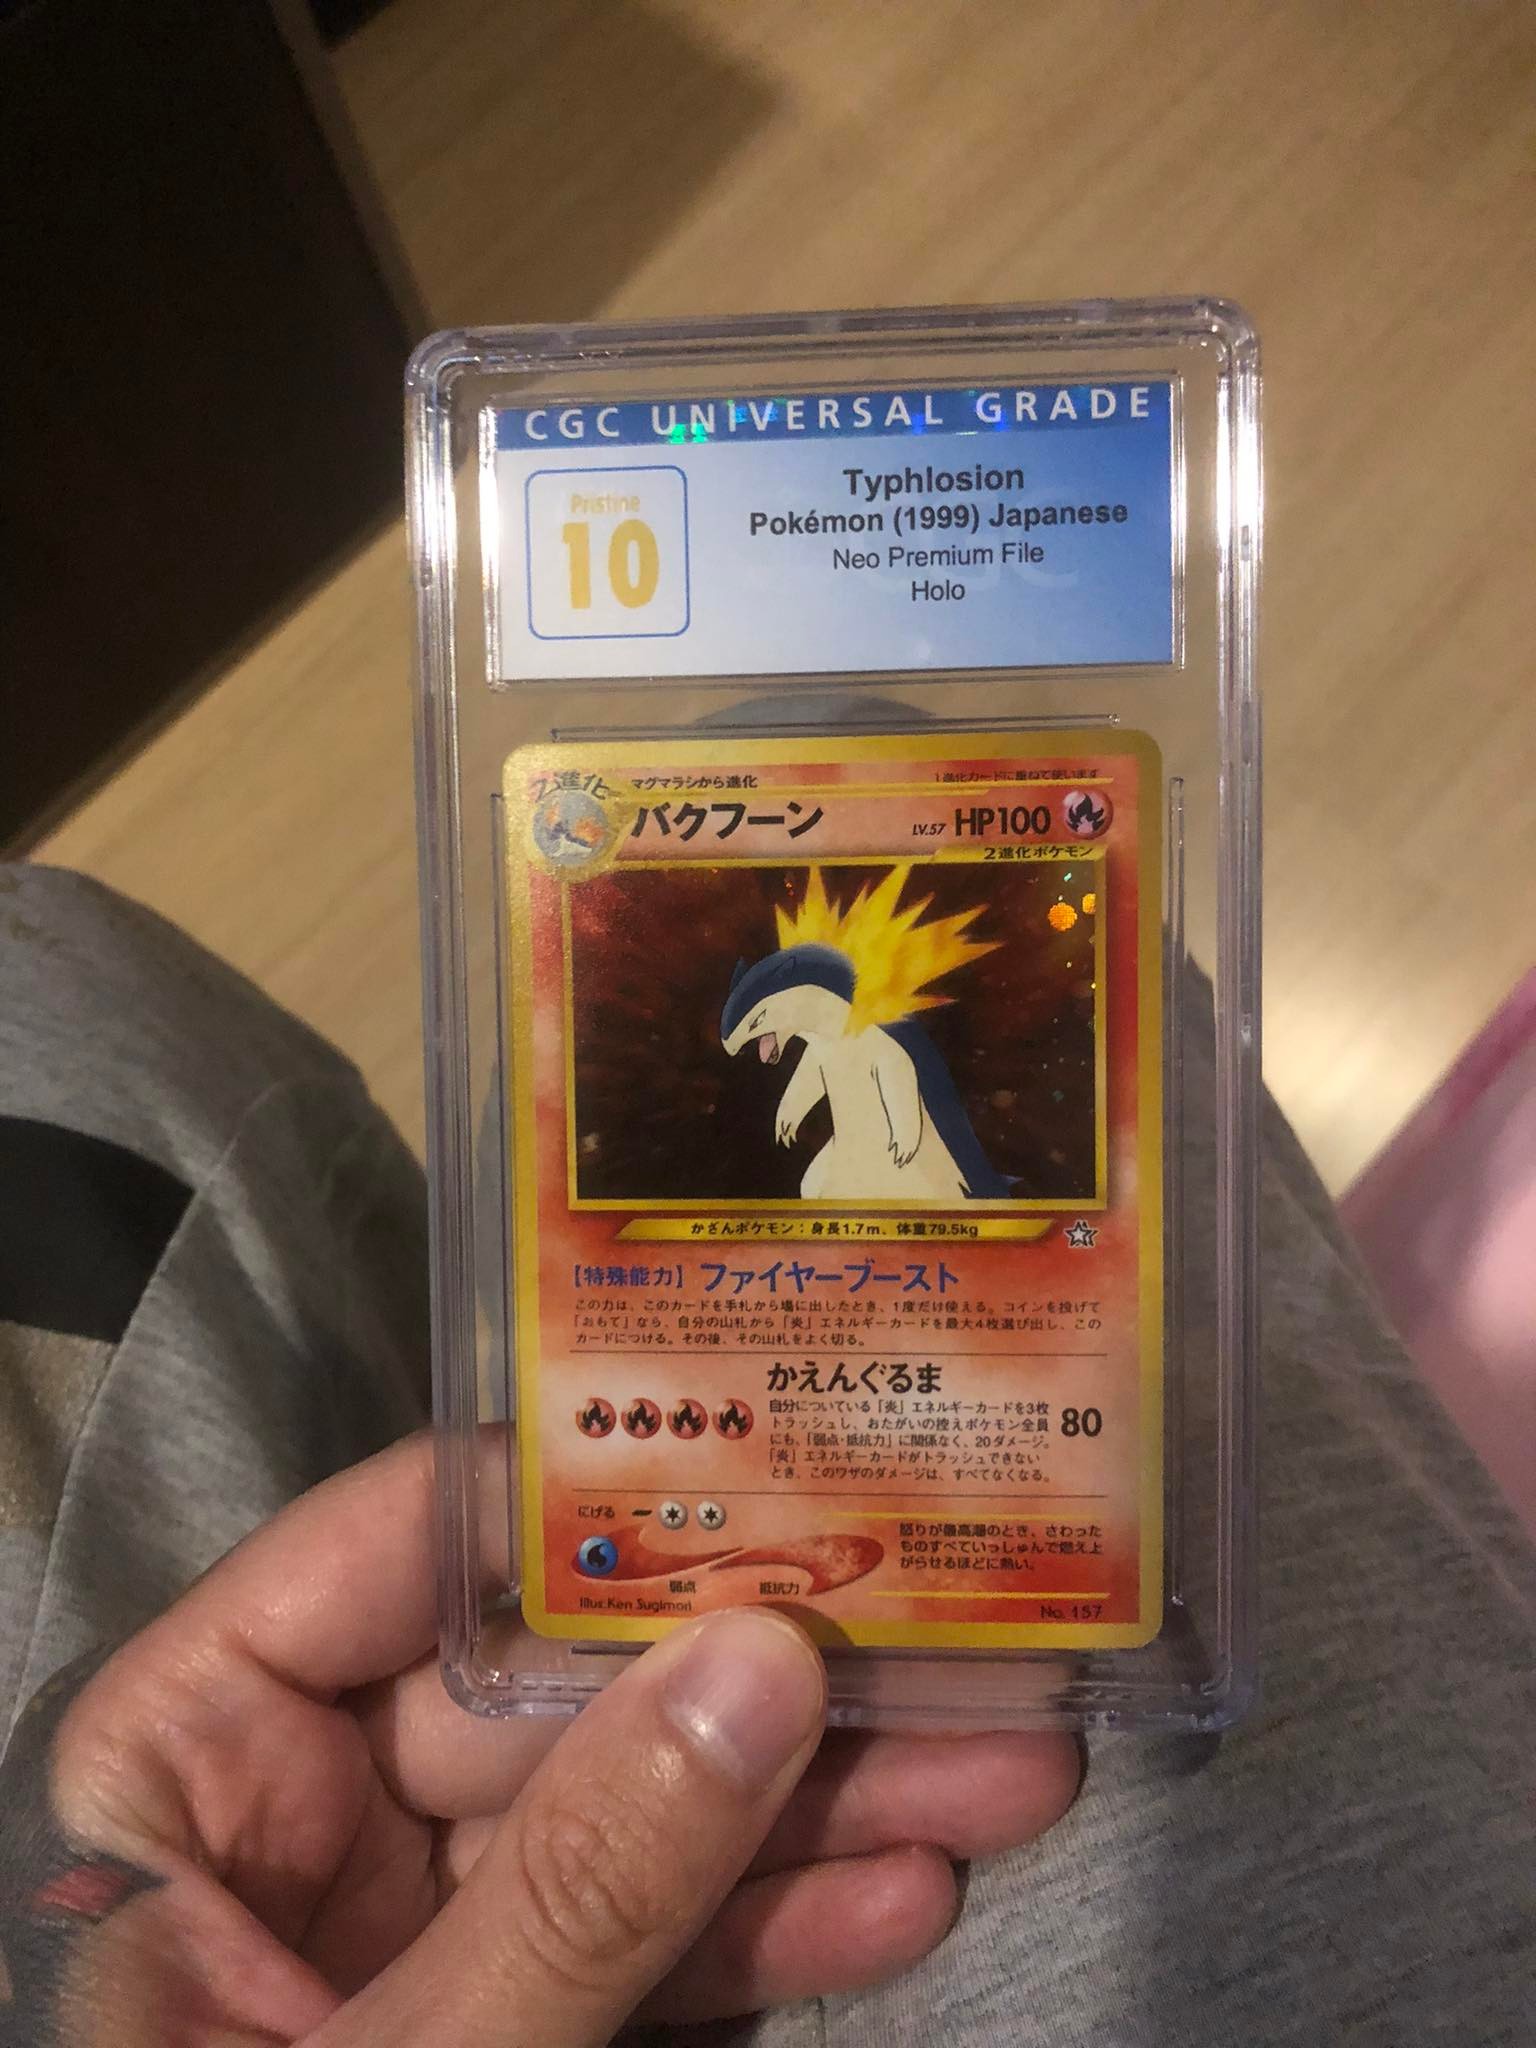 CGC UNIVERSAL GRADE
Pristine
10
Typhlosion
Pokémon (1999) Japanese
Neo Premium File
Holo
2進化
マグマラシから進化
1進化カードに重ねて使います
バクフーン
LV.57 HP100
2進化ポケモン
かざんポケモン：身長1.7m、体重79.5kg
【特殊能力】ファイヤーブースト
この力は、このカードを手札から場に出したとき、1度だけ使える。コインを投げて
「おもて」なら、自分の山札から「炎」エネルギーカードを最大4枚選び出し、この
カードにつける。その後、その山札をよく切る。
かえんぐるま
自分についている「炎」エネルギーカードを3枚
トラッシュし、おたがいの控えポケモン全員
にも、「弱点・抵抗力」に関係なく、20ダメージ。
「炎」エネルギーカードがトラッシュできない
とき、このワザのダメージは、すべてなくなる。
80
にげる
弱点
抵抗力
怒りが最高潮のとき、さわった
ものすべていっしゅんで燃え上
がらせるほどに熱い。
Illus.Ken Sugimori
No. 157